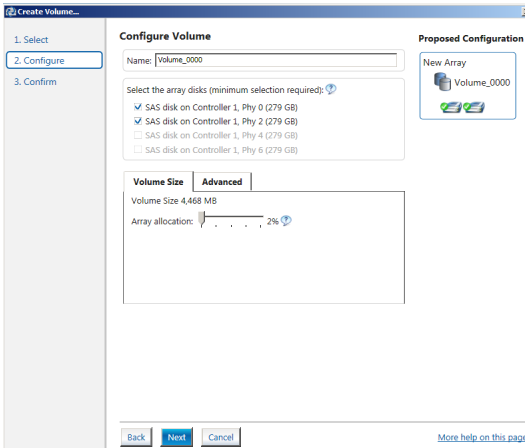 Create Volume...
1. Select
2. Configure
3. Confirm
Configure Volume
Name: Volume_0000
Select the array disks (minimum selection required):
SAS disk on Controller 1, Phy 0 (279 GB)
SAS disk on Controller 1, Phy 2 (279 GB)
SAS disk on Controller 1, Phy 4 (279 GB)
SAS disk on Controller 1, Phy 6 (279 GB)
Volume Size Advanced
Volume Size 4,468 MB
Array allocation: 2%
Proposed Configuration
New Array
Volume_0000
Back Next Cancel
More help on this page